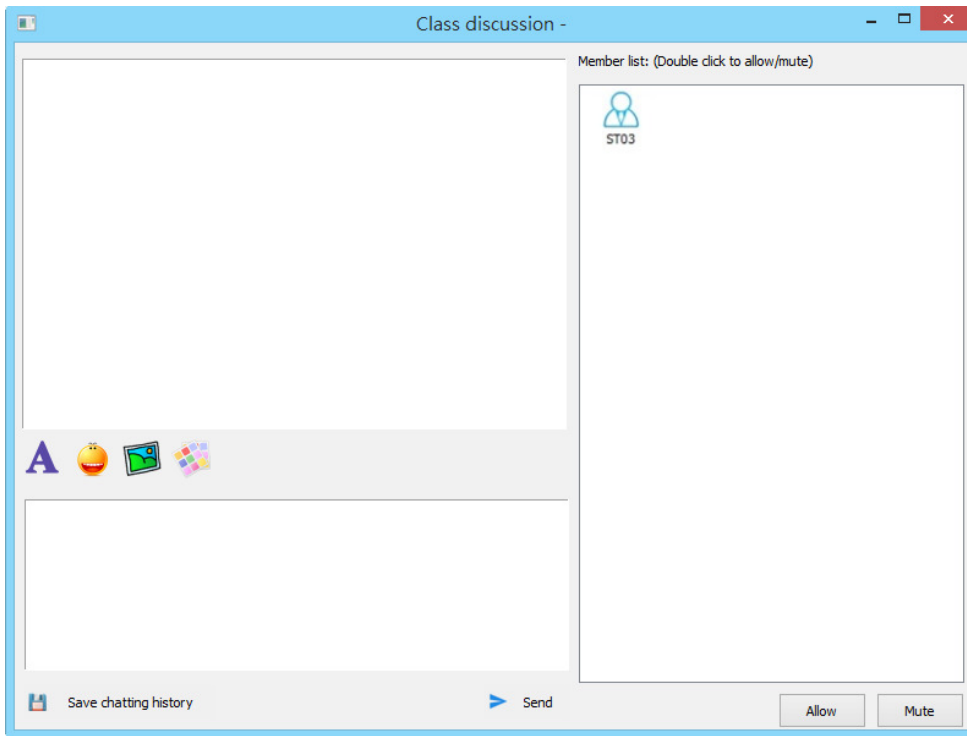 Class discussion -
Member list: (Double click to allow/mute)
ST03
A
Save chatting history
Send
Allow
Mute